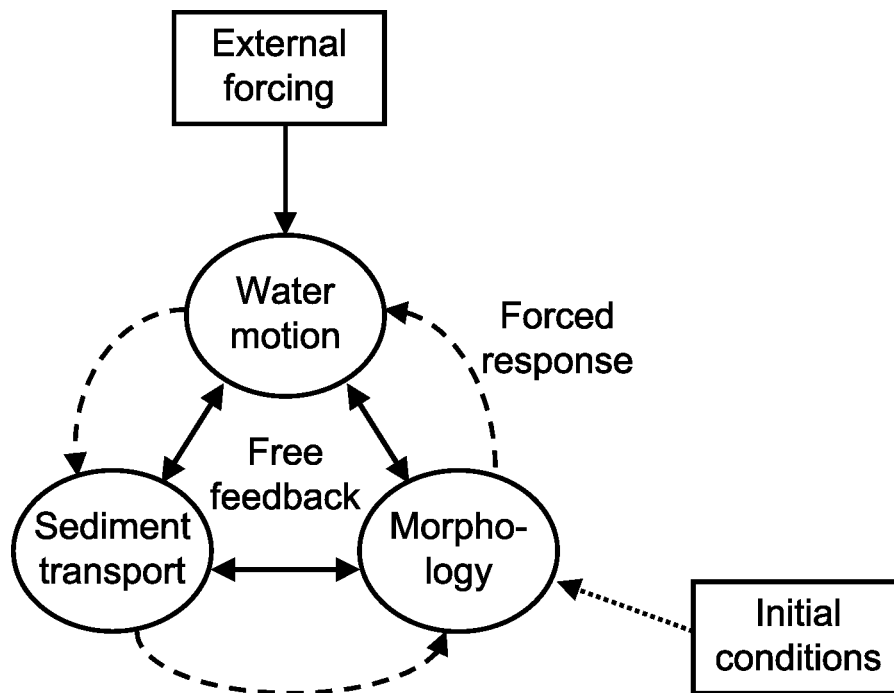 External
forcing
Water
motion
Forced
response
Free
feedback
Sediment
transport
Morpho-
logy
Initial
conditions